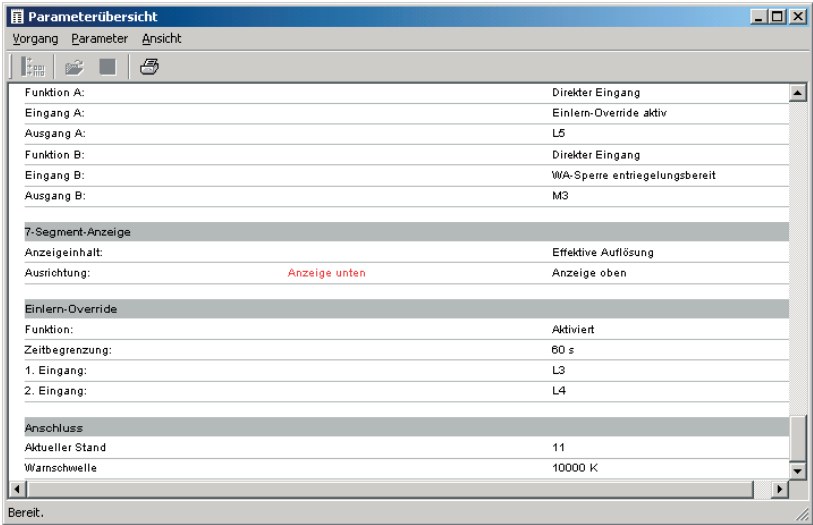 Parameterübersicht
Vorgang Parameter Ansicht
Funktion A: Direkter Eingang
Eingang A: Einlern-Override aktiv
Ausgang A: L5
Funktion B: Direkter Eingang
Eingang B: WA-Sperre entriegelungsbereit
Ausgang B: M3
7-Segment-Anzeige
Anzeigeinhalt: Effektive Auflösung
Ausrichtung: Anzeige unten Anzeige oben
Einlern-Override
Funktion: Aktiviert
Zeitbegrenzung: 60 s
1. Eingang: L3
2. Eingang: L4
Anschluss
Aktueller Stand 11
Warnschwelle 10000 K
Bereit.